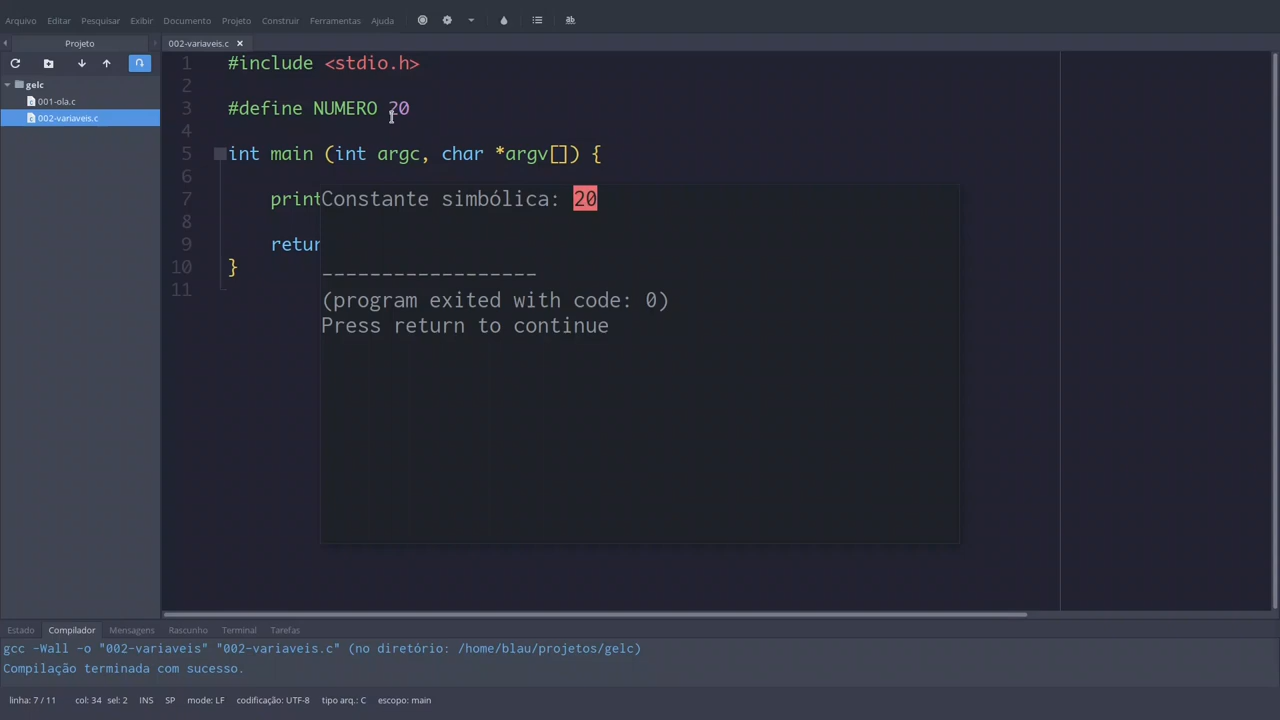 Arquivo Editar Pesquisar Exibir Documento Projeto Construir Ferramentas Ajuda
Projeto
002-variaveis.c
gelc
001-ola.c
002-variaveis.c
1 #include <stdio.h>
2
3 #define NUMERO 20
4
5 int main (int argc, char *argv[]) {
6
7 print
8
9 retur
10 }
11
Constante simbólica: 20
------------------
(program exited with code: 0)
Press return to continue
Estado Compilador Mensagens Rascunho Terminal Tarefas
gcc -Wall -o "002-variaveis" "002-variaveis.c" (no diretório: /home/blau/projetos/gelc)
Compilação terminada com sucesso.
linha: 7 / 11 col: 34 sel: 2 INS SP mode: LF codificação: UTF-8 tipo arq.: C escopo: main